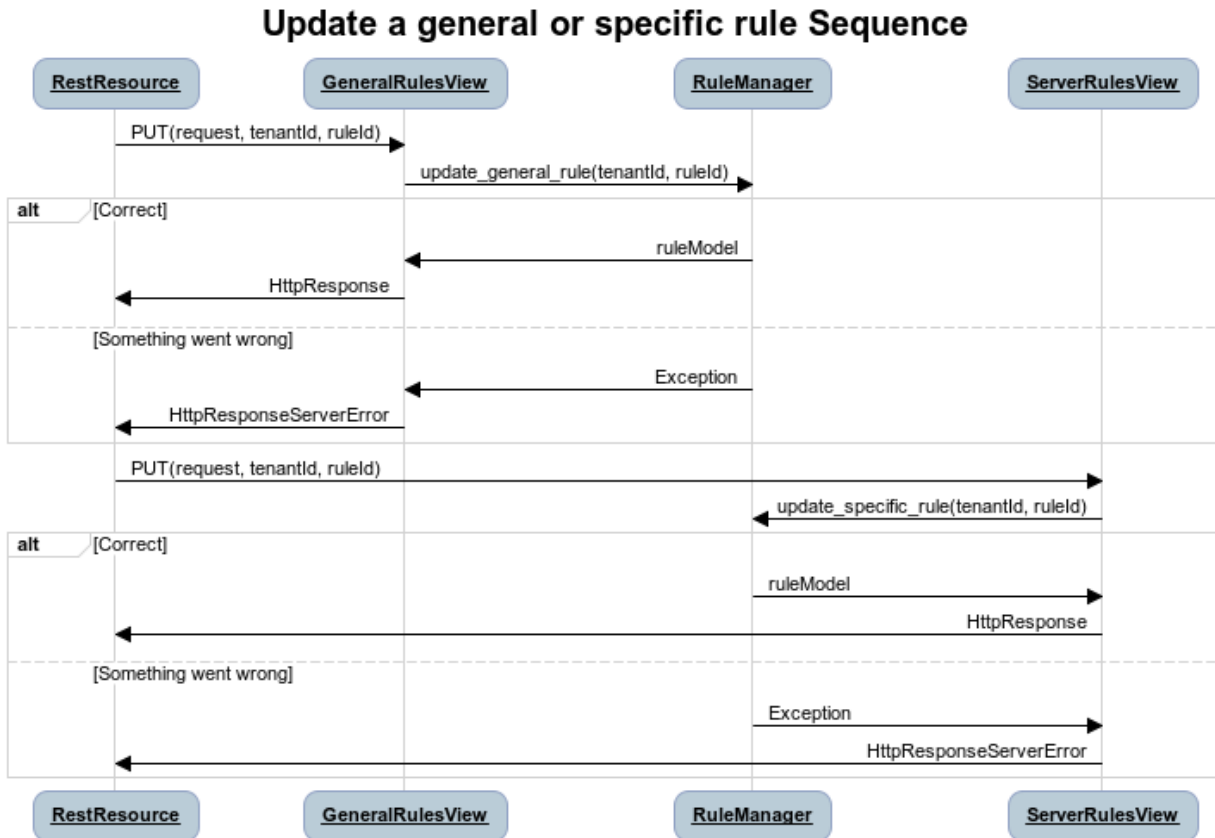 Update a general or specific rule Sequence
RestResource GeneralRulesView RuleManager ServerRulesView
PUT(request, tenantId, ruleId)
update_general_rule(tenantId, ruleId)
alt [Correct]
ruleModel
HttpResponse
[Something went wrong]
Exception
HttpResponseServerError
PUT(request, tenantId, ruleId)
update_specific_rule(tenantId, ruleId)
alt [Correct]
ruleModel
HttpResponse
[Something went wrong]
Exception
HttpResponseServerError
RestResource GeneralRulesView RuleManager ServerRulesView